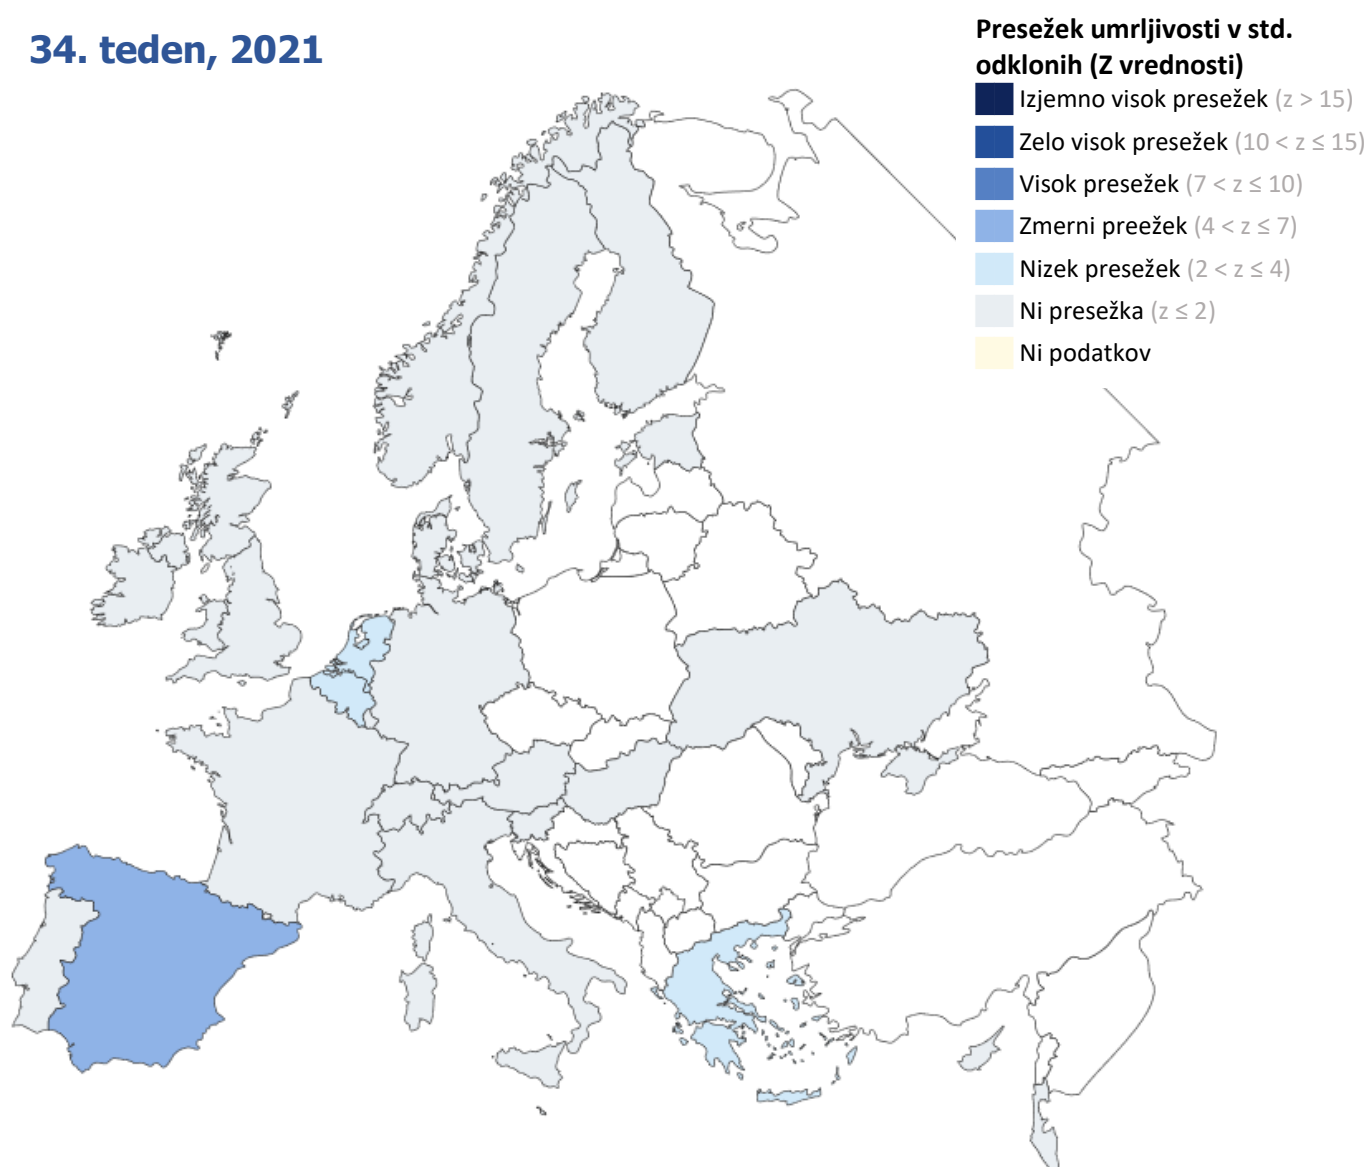 34. teden, 2021
Presežek umrljivosti v std.
odklonih (Z vrednosti)
Izjemno visok presežek (z > 15)
Zelo visok presežek (10 < z ≤ 15)
Visok presežek (7 < z ≤ 10)
Zmerni preežek (4 < z ≤ 7)
Nizek presežek (2 < z ≤ 4)
Ni presežka (z ≤ 2)
Ni podatkov